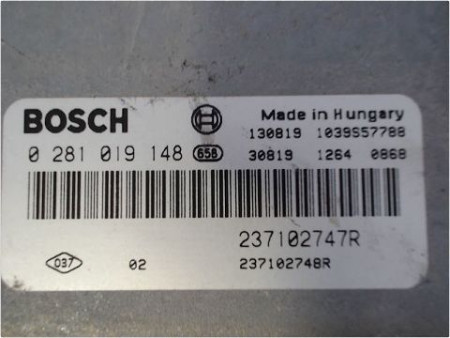 BOSCH Made in Hungary
130819 1039S57788
0 281 019 148 658 30819 1264 0868
237102747R
037 02 237102748R